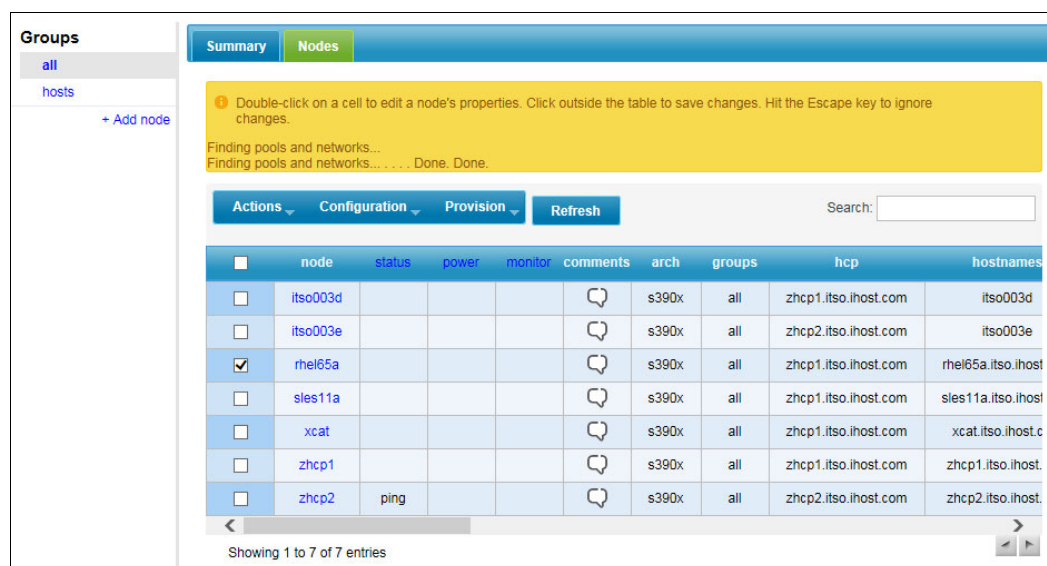 Groups
all
hosts
+ Add node
Summary Nodes
Double-click on a cell to edit a node's properties. Click outside the table to save changes. Hit the Escape key to ignore
changes.
Finding pools and networks...
Finding pools and networks... . . . . Done. Done.
Actions Configuration Provision Refresh Search:
node status power monitor comments arch groups hcp hostnames
itso003d s390x all zhcp1.itso.ihost.com itso003d
itso003e s390x all zhcp2.itso.ihost.com itso003e
rhel65a s390x all zhcp1.itso.ihost.com rhel65a.itso.ihost
sles11a s390x all zhcp1.itso.ihost.com sles11a.itso.ihost
xcat s390x all zhcp1.itso.ihost.com xcat.itso.ihost.c
zhcp1 s390x all zhcp1.itso.ihost.com zhcp1.itso.ihost.
zhcp2 ping s390x all zhcp2.itso.ihost.com zhcp2.itso.ihost.
Showing 1 to 7 of 7 entries